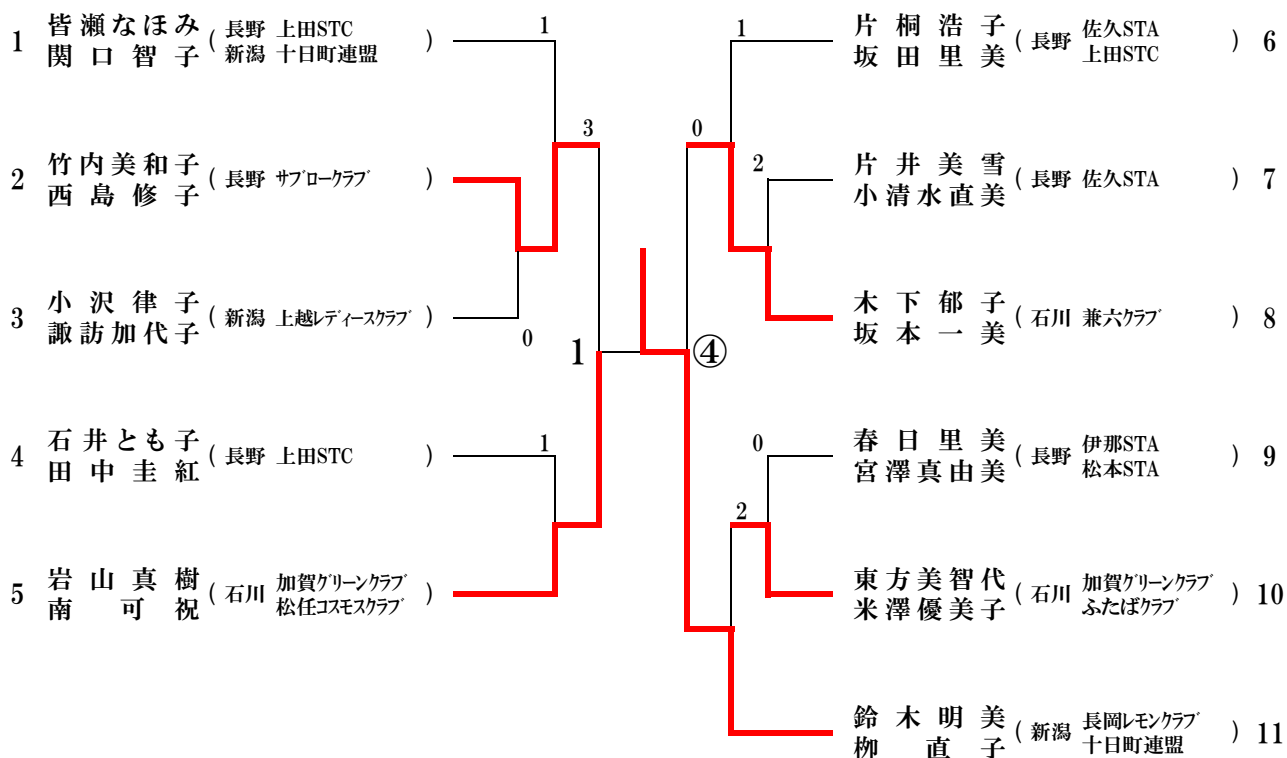 1 皆瀬なほみ 関口智子 ( 長野 上田STC 新潟 十日町連盟 ) 1
3
2 竹内美和子 西島修子 ( 長野 サブロークラブ )
3 小沢律子 諏訪加代子 ( 新潟 上越レディースクラブ ) 0
1
4 石井とも子 田中圭紅 ( 長野 上田STC ) 1
5 岩山真樹 南可祝 ( 石川 加賀グリーンクラブ 松任コスモスクラブ )
1 片桐浩子 坂田里美 ( 長野 佐久STA 上田STC ) 6
0
2 片井美雪 小清水直美 ( 長野 佐久STA ) 7
木下郁子 坂本一美 ( 石川 兼六クラブ ) 8
④
0 春日里美 宮澤真由美 ( 長野 伊那STA 松本STA ) 9
2
東方美智代 米澤優美子 ( 石川 加賀グリーンクラブ ふたばクラブ ) 10
鈴木明美 栁直子 ( 新潟 長岡レモンクラブ 十日町連盟 ) 11